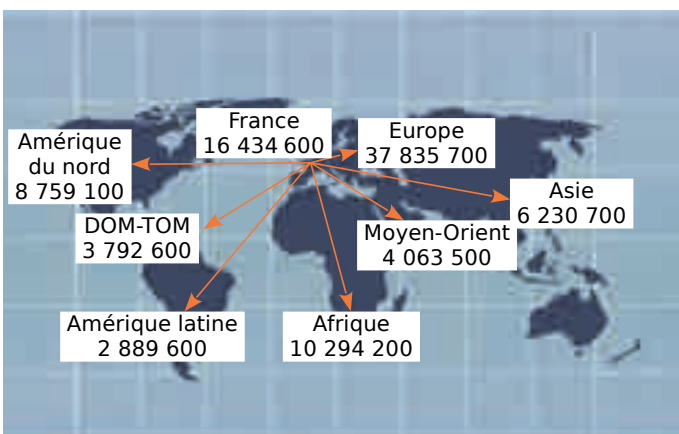 France
16 434 600
Europe
37 835 700
Amérique
du nord
8 759 100
Asie
6 230 700
DOM-TOM
3 792 600
Moyen-Orient
4 063 500
Amérique latine
2 889 600
Afrique
10 294 200